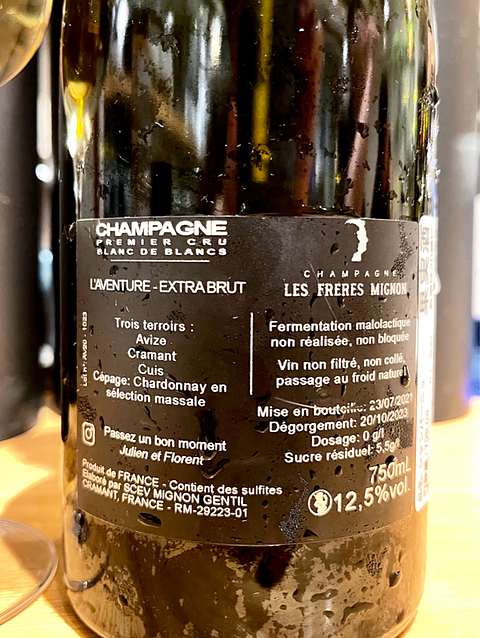 CHAMPAGNE
PREMIER CRU
BLANC DE BLANCS
L'AVENTURE - EXTRA BRUT
Trois terroirs :
Avize
Cramant
Cuis
Cépage: Chardonnay en
sélection massale
Passez un bon moment
Julien et Florent
Produit de FRANCE - Contient des sulfites
Elaboré par SCEV MIGNON GENTIL
CRAMANT, FRANCE - RM-29223-01
CHAMPAGNE
LES FRERES MIGNON
Fermentation malolactique
non réalisée, non bloquée
Vin non filtré, non collé,
passage au froid naturel
Mise en bouteille: 23/07/2021
Dégorgement: 20/10/2023
Dosage: 0 g/l
Sucre résiduel: 5,5g/l
750mL
12,5%vol.
果実酒